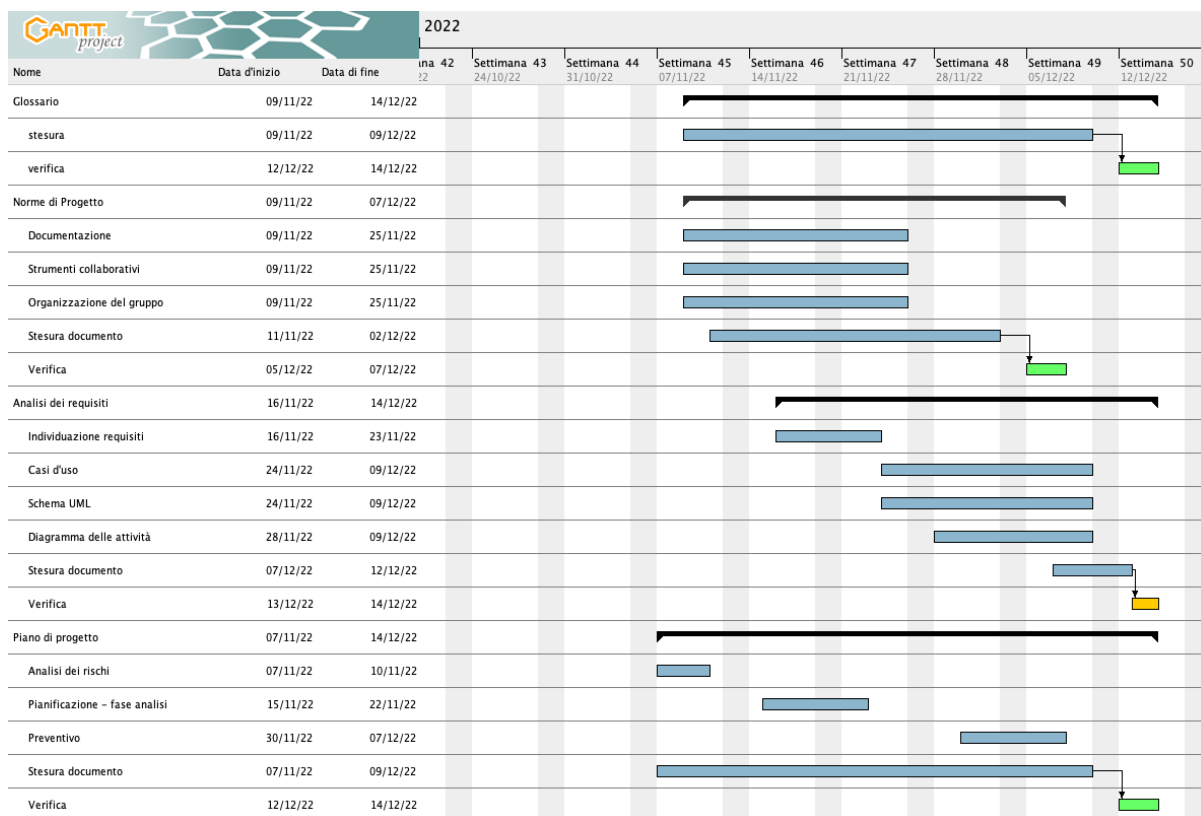 GANTT
project
2022
ana 42 Settimana 43 Settimana 44 Settimana 45 Settimana 46 Settimana 47 Settimana 48 Settimana 49 Settimana 50
Nome Data d'inizio Data di fine 22 24/10/22 31/10/22 07/11/22 14/11/22 21/11/22 28/11/22 05/12/22 12/12/22
Glossario 09/11/22 14/12/22
stesura 09/11/22 09/12/22
verifica 12/12/22 14/12/22
Norme di Progetto 09/11/22 07/12/22
Documentazione 09/11/22 25/11/22
Strumenti collaborativi 09/11/22 25/11/22
Organizzazione del gruppo 09/11/22 25/11/22
Stesura documento 11/11/22 02/12/22
Verifica 05/12/22 07/12/22
Analisi dei requisiti 16/11/22 14/12/22
Individuazione requisiti 16/11/22 23/11/22
Casi d'uso 24/11/22 09/12/22
Schema UML 24/11/22 09/12/22
Diagramma delle attività 28/11/22 09/12/22
Stesura documento 07/12/22 12/12/22
Verifica 13/12/22 14/12/22
Piano di progetto 07/11/22 14/12/22
Analisi dei rischi 07/11/22 10/11/22
Pianificazione - fase analisi 15/11/22 22/11/22
Preventivo 30/11/22 07/12/22
Stesura documento 07/11/22 09/12/22
Verifica 12/12/22 14/12/22